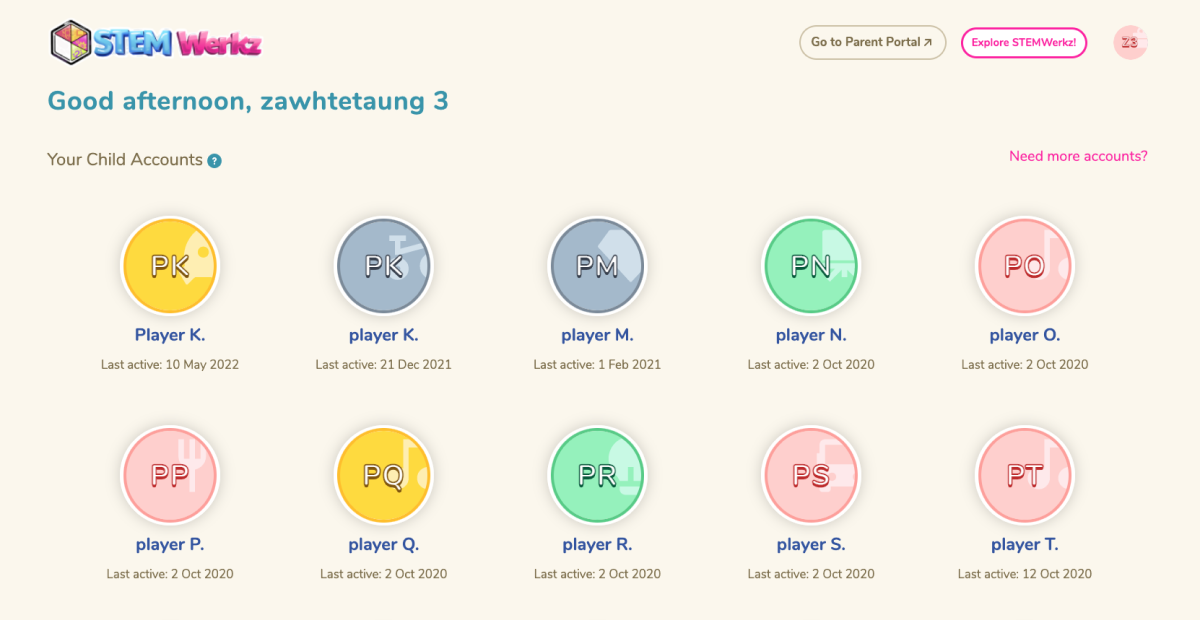 STEM Werkz
Go to Parent Portal ↗
Explore STEMWerkz!
Z3
Good afternoon, zawhtetaung 3
Your Child Accounts ?
Need more accounts?
PK PK PM PN PO
Player K. player K. player M. player N. player O.
Last active: 10 May 2022 Last active: 21 Dec 2021 Last active: 1 Feb 2021 Last active: 2 Oct 2020 Last active: 2 Oct 2020
PP PQ PR PS PT
player P. player Q. player R. player S. player T.
Last active: 2 Oct 2020 Last active: 2 Oct 2020 Last active: 2 Oct 2020 Last active: 2 Oct 2020 Last active: 12 Oct 2020